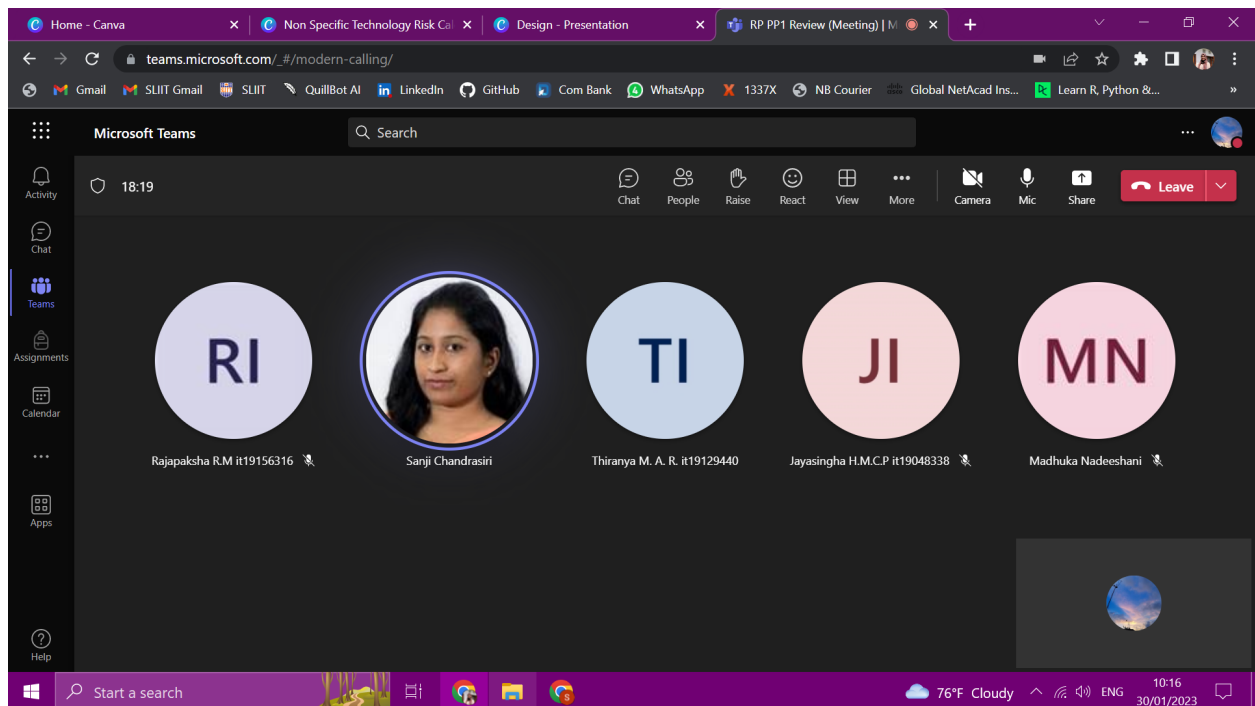 Home - Canva
Non Specific Technology Risk Cal
Design - Presentation
RP PP1 Review (Meeting) | M
teams.microsoft.com/_#/modern-calling/
Gmail SLIIT Gmail SLIIT QuillBot AI LinkedIn GitHub Com Bank WhatsApp 1337X NB Courier Global NetAcad Ins... Learn R, Python &... »
Microsoft Teams
Search
Activity
18:19
Chat People Raise React View More Camera Mic Share Leave
Chat
Teams
Assignments
Calendar
Apps
Help
RI TI JI MN
Rajapaksha R.M it19156316 Sanji Chandrasiri Thiranya M. A. R. it19129440 Jayasingha H.M.C.P it19048338 Madhuka Nadeeshani
Start a search
76°F Cloudy ENG 10:16
30/01/2023